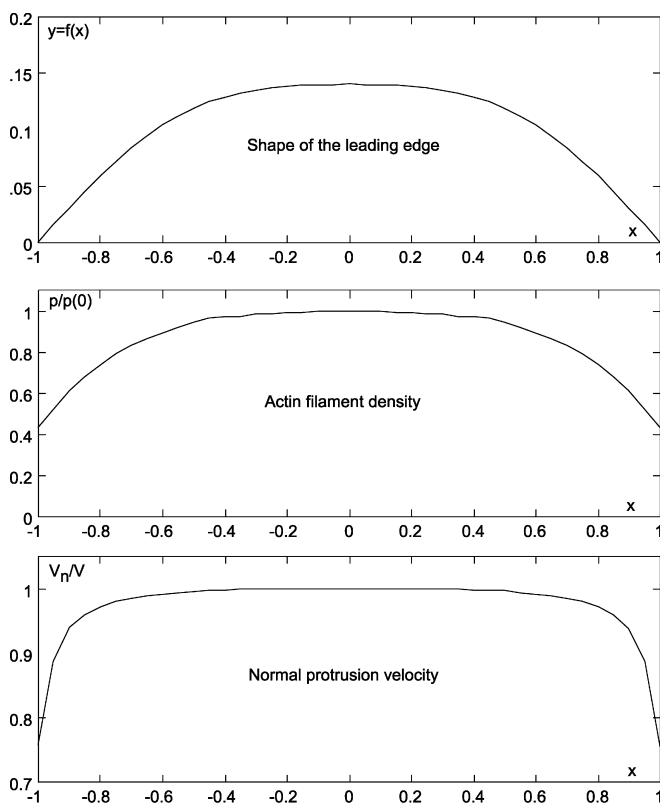 0.2
y=f(x)
.15
0.1
Shape of the leading edge
.05
x
0
-1 -0.8 -0.6 -0.4 -0.2 0 0.2 0.4 0.6 0.8 1
p/p(0)
1
0.8
0.6
Actin filament density
0.4
0.2
x
0
-1 -0.8 -0.6 -0.4 -0.2 0 0.2 0.4 0.6 0.8 1
Vn/V
1
0.9
Normal protrusion velocity
0.8
x
0.7
-1 -0.8 -0.6 -0.4 -0.2 0 0.2 0.4 0.6 0.8 1